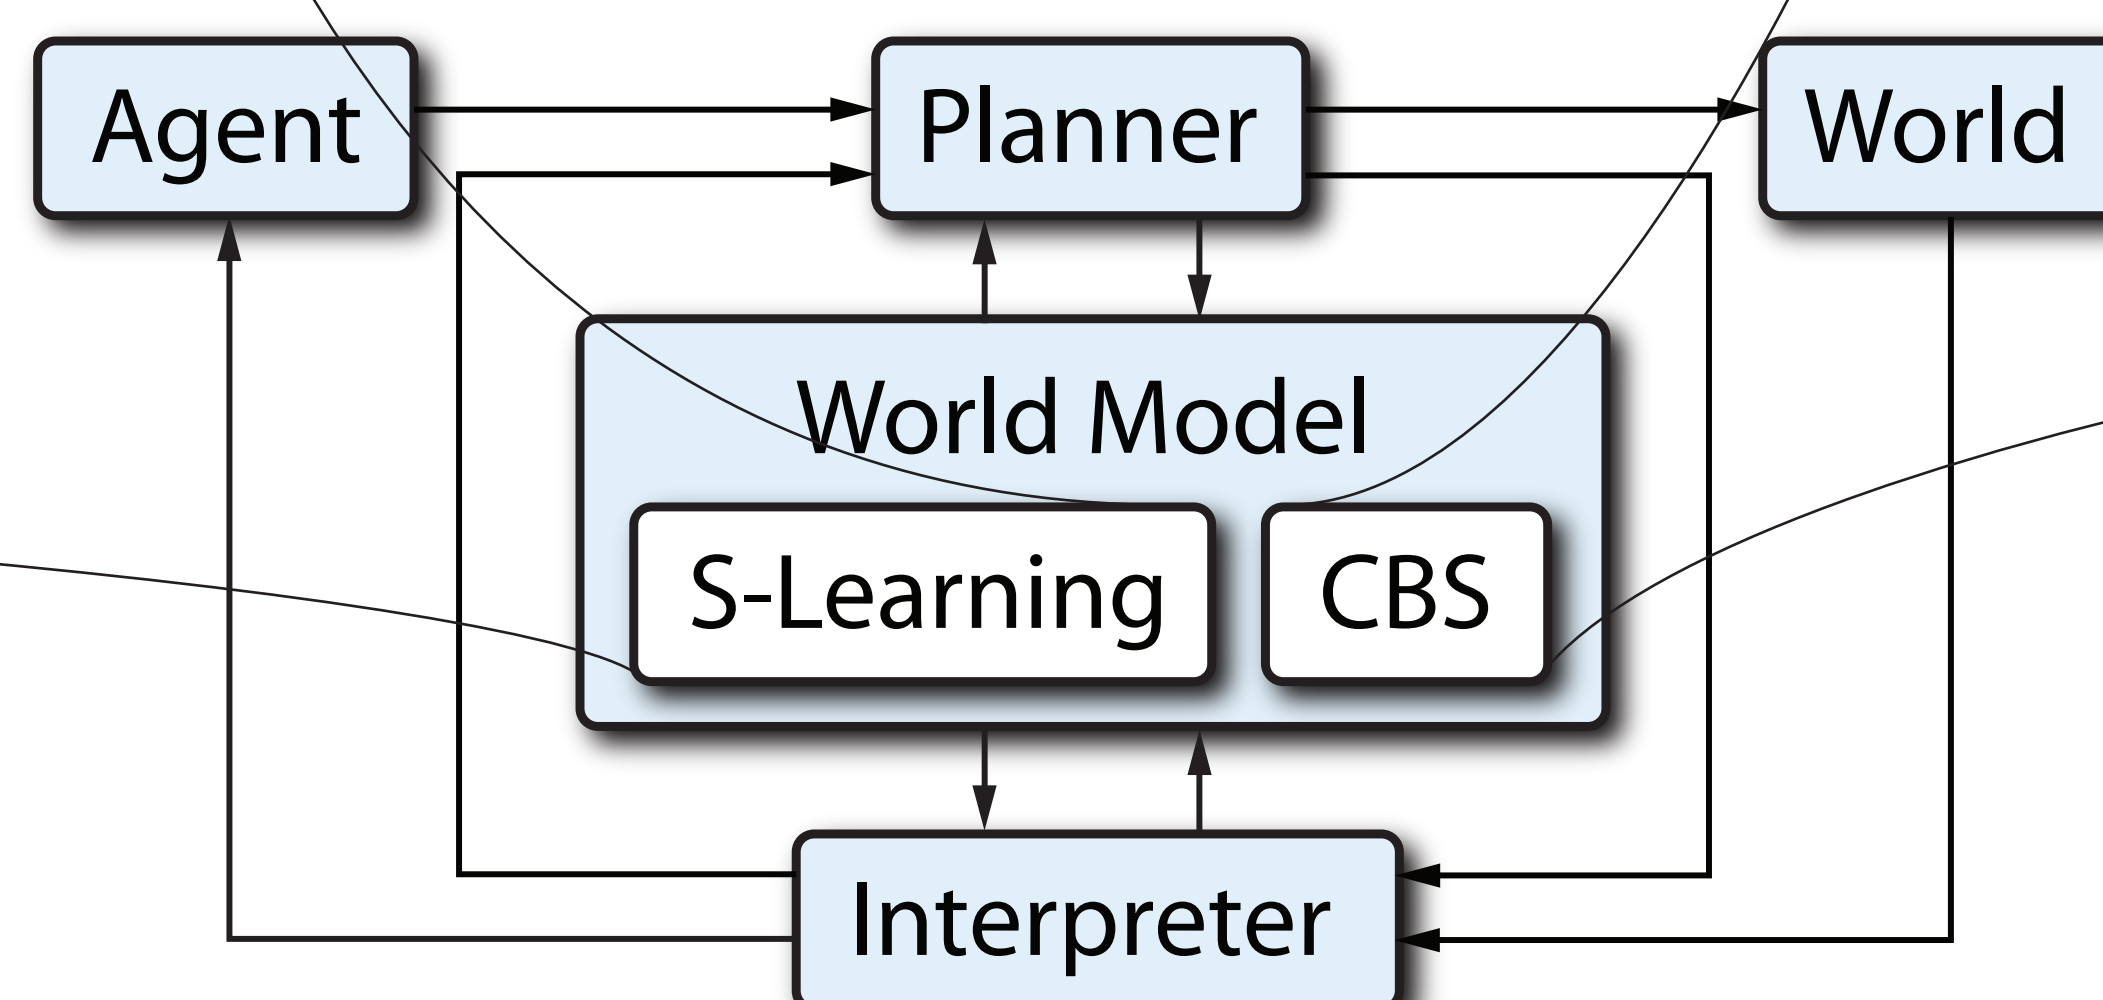 Agent
Planner
World
World Model
S-Learning
CBS
Interpreter